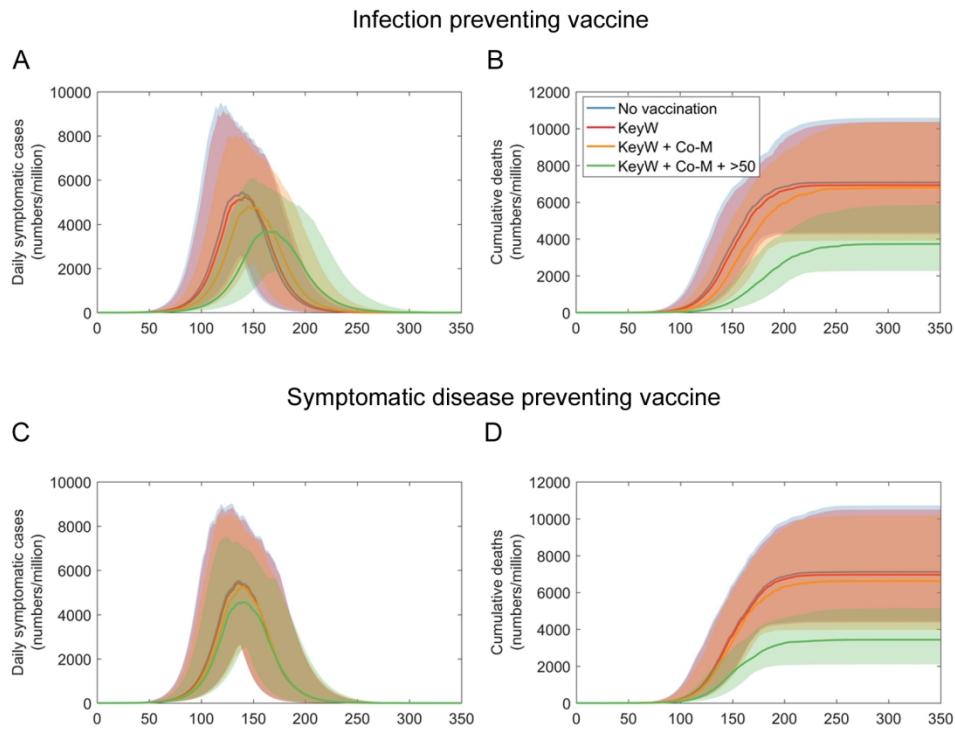 Infection preventing vaccine
A
B
Daily symptomatic cases
(numbers/million)
10000
8000
6000
4000
2000
0
0 50 100 150 200 250 300 350
Cumulative deaths
(numbers/million)
12000
10000
8000
6000
4000
2000
0
No vaccination
KeyW
KeyW + Co-M
KeyW + Co-M + >50
0 50 100 150 200 250 300 350
Symptomatic disease preventing vaccine
C
D
Daily symptomatic cases
(numbers/million)
10000
8000
6000
4000
2000
0
0 50 100 150 200 250 300 350
Cumulative deaths
(numbers/million)
12000
10000
8000
6000
4000
2000
0
0 50 100 150 200 250 300 350